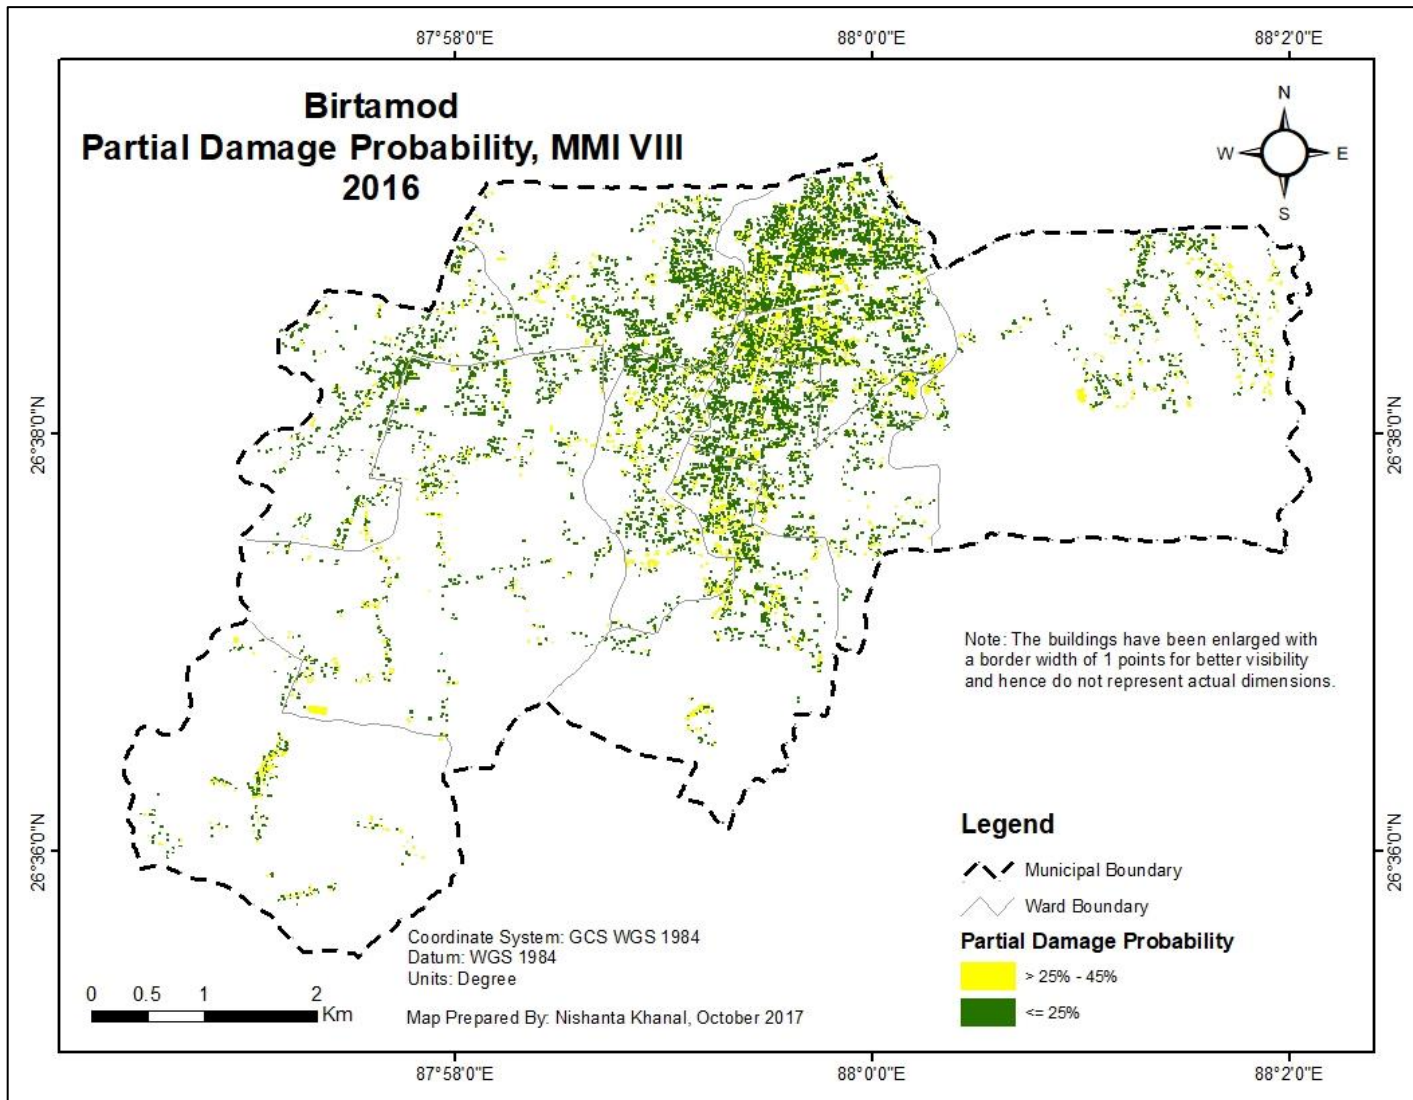 87°58'0"E
88°0'0"E
88°2'0"E
Birtamod
Partial Damage Probability, MMI VIII
2016
N
W
E
S
26°38'0"N
26°38'0"N
Note: The buildings have been enlarged with
a border width of 1 points for better visibility
and hence do not represent actual dimensions.
Legend
Municipal Boundary
Ward Boundary
Partial Damage Probability
> 25% - 45%
<= 25%
26°36'0"N
26°36'0"N
Coordinate System: GCS WGS 1984
Datum: WGS 1984
Units: Degree
Map Prepared By: Nishanta Khanal, October 2017
0 0.5 1 2
Km
87°58'0"E
88°0'0"E
88°2'0"E